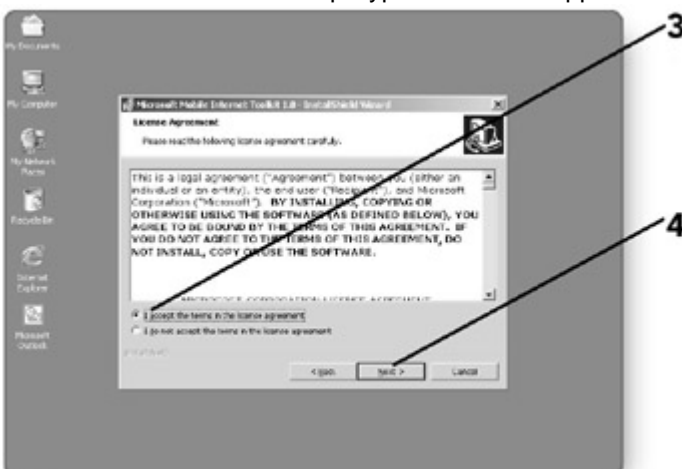 3
My Documents
My Computer
My Network
Places
Recycle Bin
Internet
Explorer
Microsoft
Outlook
Microsoft Mobile Internet Toolkit 1.0 - InstallShield Wizard
License Agreement
Please read the following license agreement carefully.
This is a legal agreement ("Agreement") between you (either an
individual or an entity), the end user ("Recipient"), and Microsoft
Corporation ("Microsoft"). BY INSTALLING, COPYING OR
OTHERWISE USING THE SOFTWARE (AS DEFINED BELOW), YOU
AGREE TO BE BOUND BY THE TERMS OF THIS AGREEMENT. IF
YOU DO NOT AGREE TO THE TERMS OF THIS AGREEMENT, DO
NOT INSTALL, COPY OR USE THE SOFTWARE.
MICROSOFT CORPORATION LICENSE AGREEMENT
I accept the terms in the license agreement
I do not accept the terms in the license agreement
< Back
Next >
Cancel
4